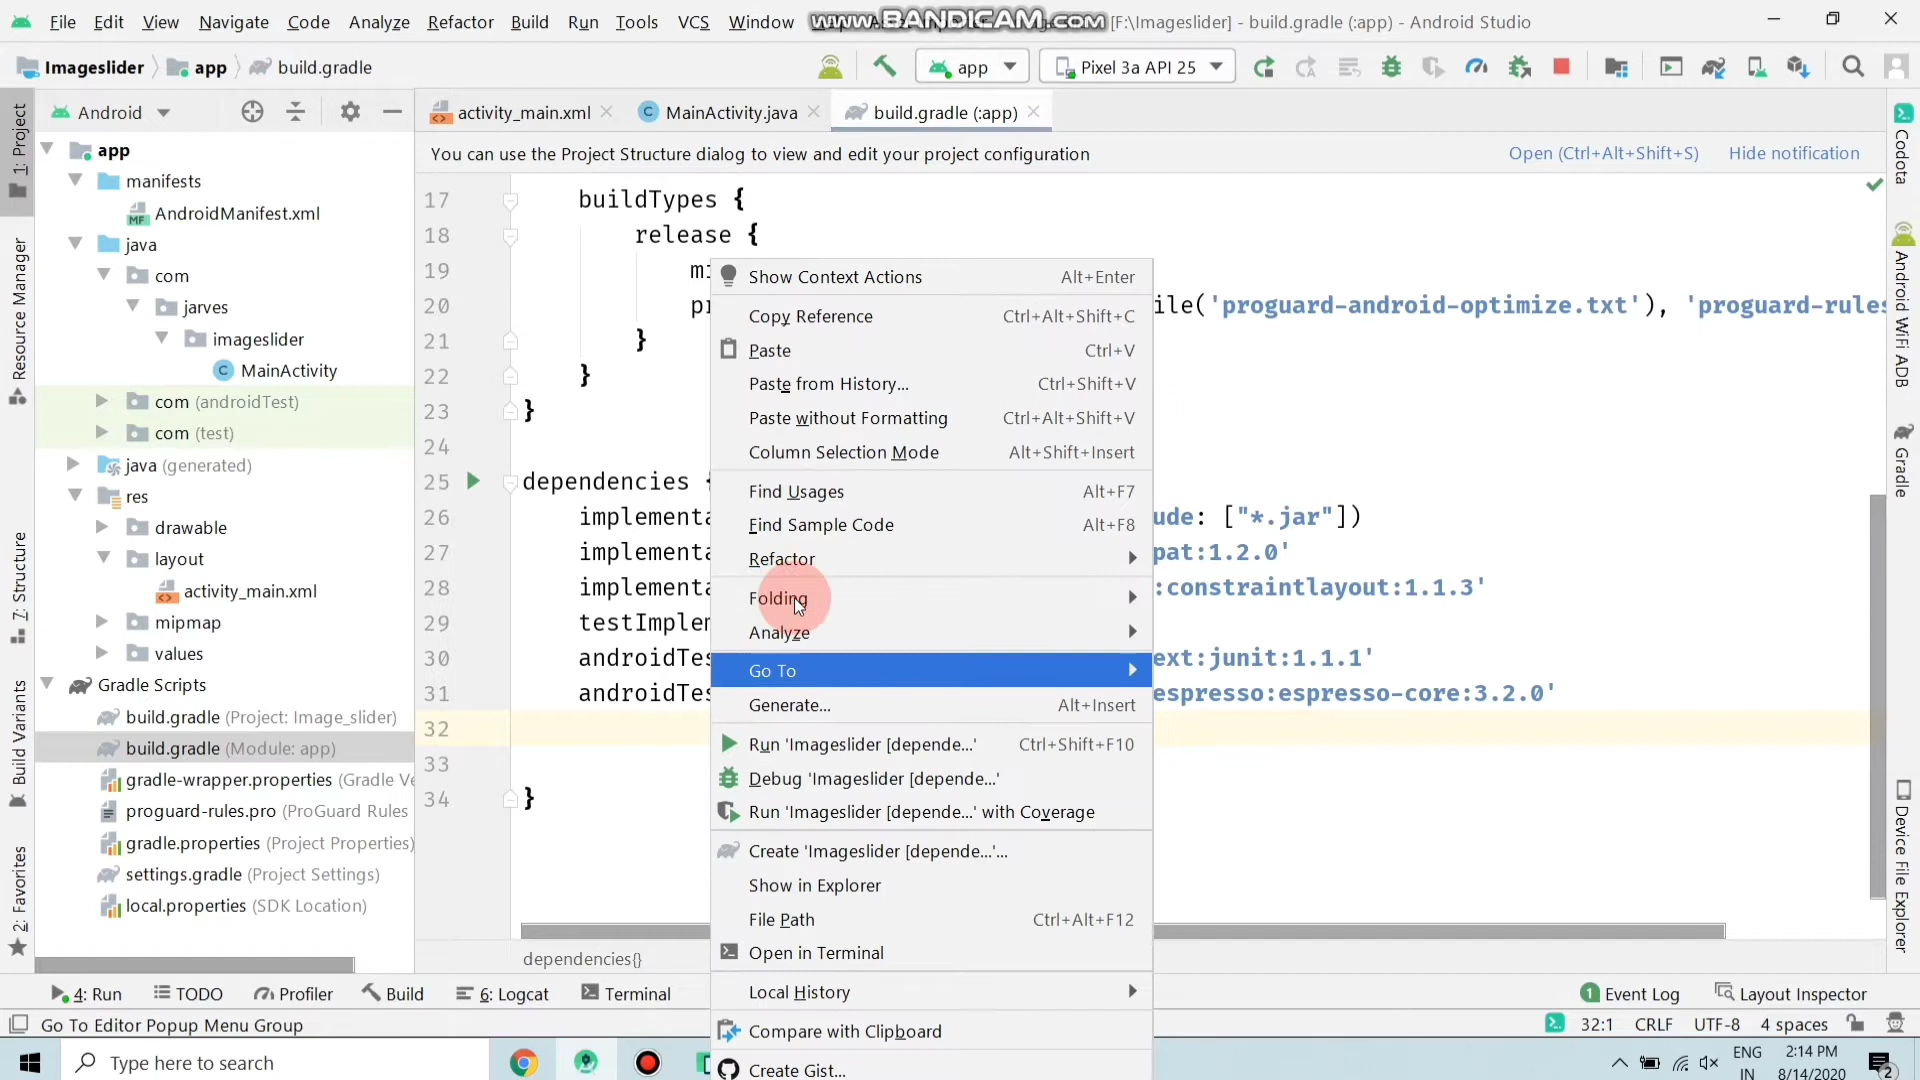 File Edit View Navigate Code Analyze Refactor Build Run Tools VCS Window [F:\Imageslider] - build.gradle (:app) - Android Studio
www.BANDICAM.com
Imageslider app build.gradle
app
Pixel 3a API 25
Android
activity_main.xml
MainActivity.java
build.gradle (:app)
You can use the Project Structure dialog to view and edit your project configuration
Open (Ctrl+Alt+Shift+S)
Hide notification
1: Project
Resource Manager
7: Structure
Build Variants
2: Favorites
app
manifests
AndroidManifest.xml
java
com
jarves
imageslider
MainActivity
com (androidTest)
com (test)
java (generated)
res
drawable
layout
activity_main.xml
mipmap
values
Gradle Scripts
build.gradle (Project: Image_slider)
build.gradle (Module: app)
gradle-wrapper.properties (Gradle Ve
proguard-rules.pro (ProGuard Rules
gradle.properties (Project Properties)
settings.gradle (Project Settings)
local.properties (SDK Location)
17 buildTypes {
18 release {
19 mi
20 pr ile('proguard-android-optimize.txt'), 'proguard-rules
21 }
22 }
23 }
24
25 dependencies {
26 implementa ude: ["*.jar"])
27 implementa pat:1.2.0'
28 implementa :constraintlayout:1.1.3'
29 testImplem
30 androidTes ext:junit:1.1.1'
31 androidTes espresso:espresso-core:3.2.0'
32
33
34 }
dependencies{}
Show Context Actions Alt+Enter
Copy Reference Ctrl+Alt+Shift+C
Paste Ctrl+V
Paste from History... Ctrl+Shift+V
Paste without Formatting Ctrl+Alt+Shift+V
Column Selection Mode Alt+Shift+Insert
Find Usages Alt+F7
Find Sample Code Alt+F8
Refactor
Folding
Analyze
Go To
Generate... Alt+Insert
Run 'Imageslider [depende...' Ctrl+Shift+F10
Debug 'Imageslider [depende...'
Run 'Imageslider [depende...' with Coverage
Create 'Imageslider [depende...'...
Show in Explorer
File Path Ctrl+Alt+F12
Open in Terminal
Local History
Compare with Clipboard
Create Gist...
Codota
Android WiFi ADB
Gradle
Device File Explorer
4: Run TODO Profiler Build 6: Logcat Terminal
1 Event Log Layout Inspector
Go To Editor Popup Menu Group
32:1 CRLF UTF-8 4 spaces
Type here to search
ENG
IN
2:14 PM
8/14/2020
2